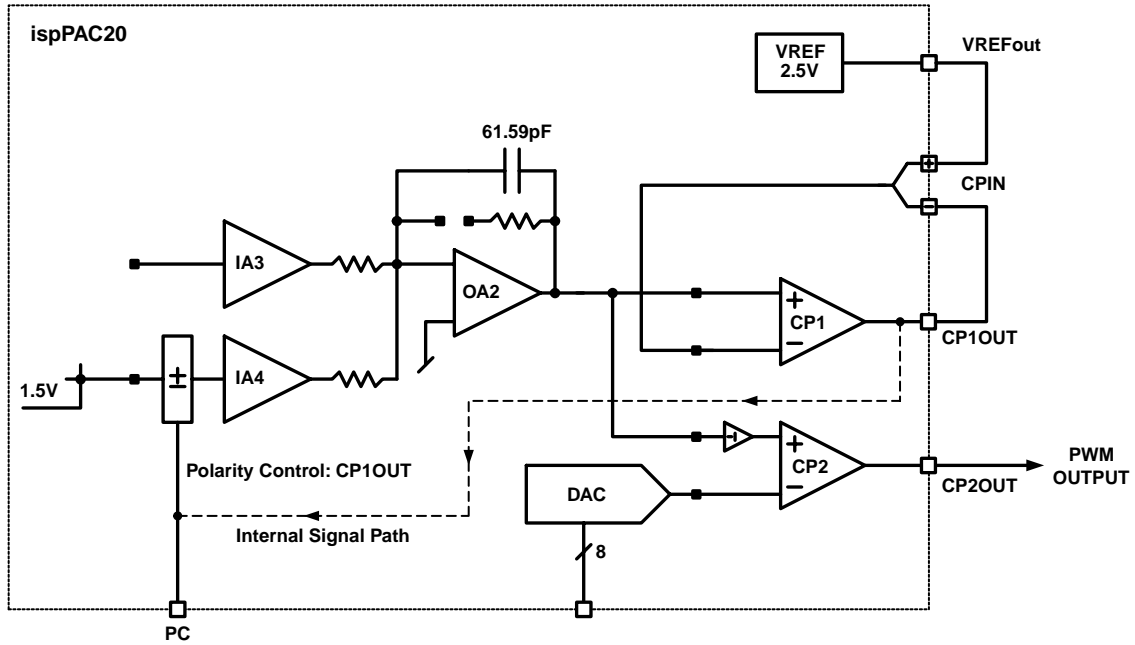 ispPAC20
VREF
2.5V
VREFout
61.59pF
+
CPIN
−
IA3
OA2
+
CP1
−
CP1OUT
1.5V
±
IA4
-1
+
CP2
−
CP2OUT
PWM
OUTPUT
Polarity Control: CP1OUT
DAC
Internal Signal Path
8
PC